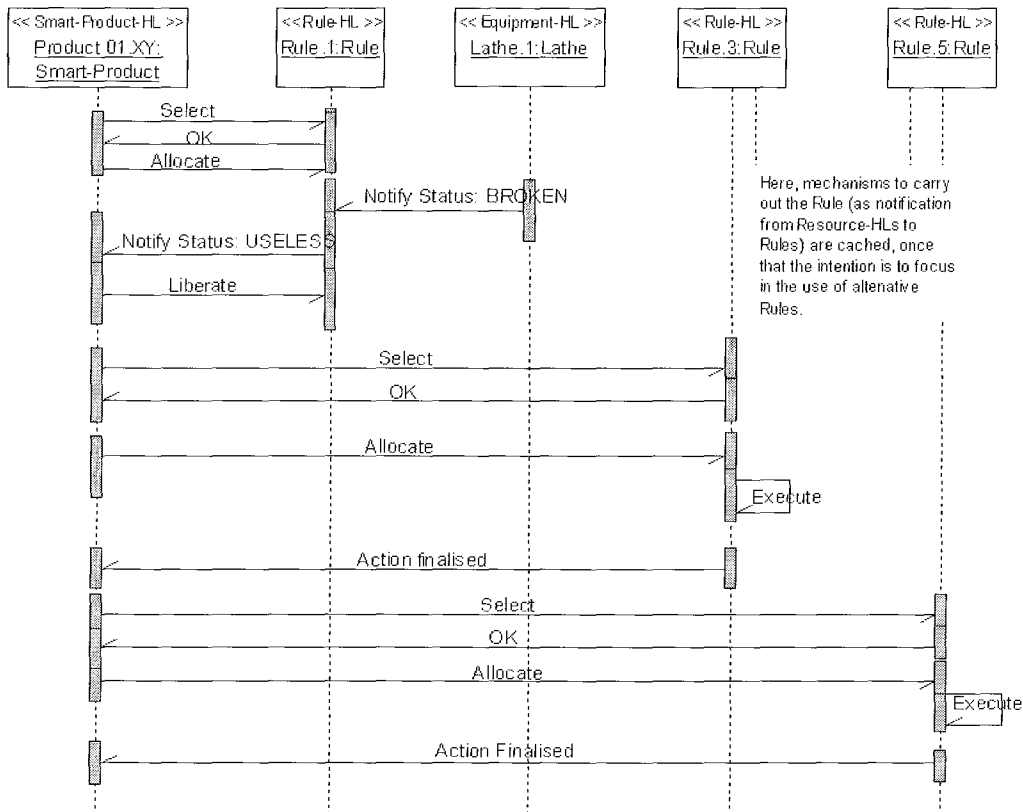 << Smart-Product-HL >>
Product 01.XY:
Smart-Product
<<Rule-HL >>
Rule.1:Rule
<< Equipment-HL >>
Lathe.1:Lathe
<< Rule-HL >>
Rule.3:Rule
<< Rule-HL >>
Rule.5:Rule
Select
OK
Allocate
Notify Status: BROKEN
Notify Status: USELESS
Liberate
Here, mechanisms to carry
out the Rule (as notification
from Resource-HLs to
Rules) are cached, once
that the intention is to focus
in the use of altenative
Rules.
Select
OK
Allocate
Execute
Action finalised
Select
OK
Allocate
Execute
Action Finalised